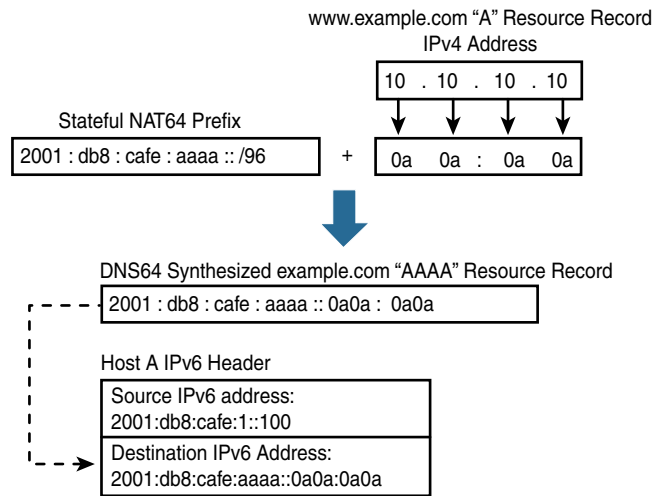 www.example.com “A” Resource Record
IPv4 Address
10 . 10 . 10 . 10
Stateful NAT64 Prefix
2001 : db8 : cafe : aaaa :: /96 + 0a 0a : 0a 0a
DNS64 Synthesized example.com “AAAA” Resource Record
2001 : db8 : cafe : aaaa :: 0a0a : 0a0a
Host A IPv6 Header
Source IPv6 address:
2001:db8:cafe:1::100
Destination IPv6 Address:
2001:db8:cafe:aaaa::0a0a:0a0a